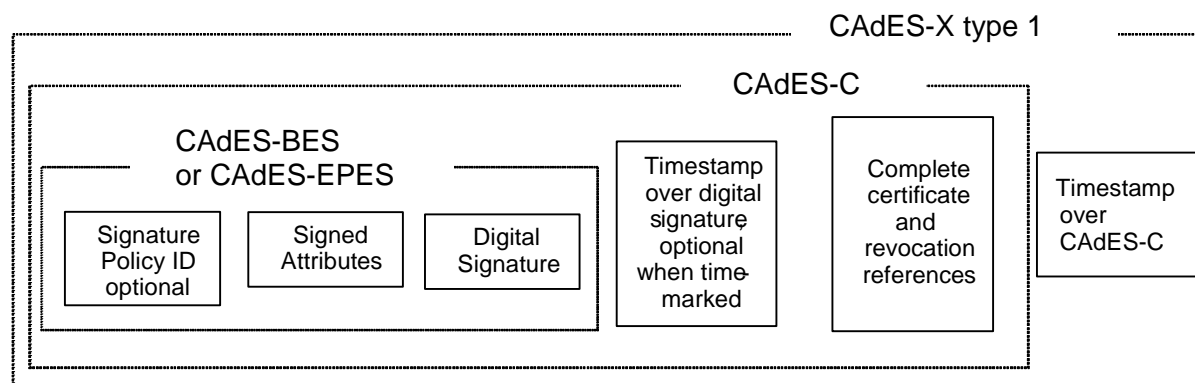 CAdES-X type 1
CAdES-C
CAdES-BES
or CAdES-EPES
Signature
Policy ID
optional
Signed
Attributes
Digital
Signature
Timestamp
over digital
signature,
optional
when time-
marked
Complete
certificate
and
revocation
references
Timestamp
over
CAdES-C